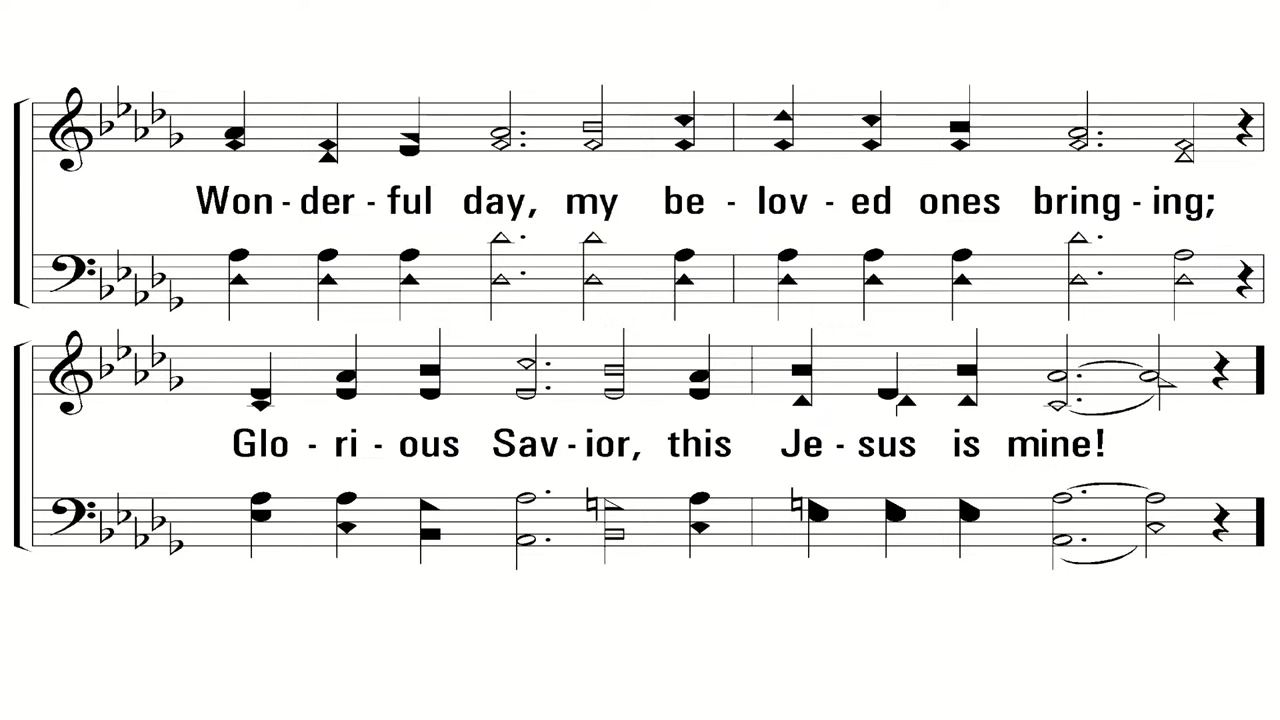 Won - der - ful day, my be - lov - ed ones bring - ing;
Glo - ri - ous Sav - ior, this Je - sus is mine!